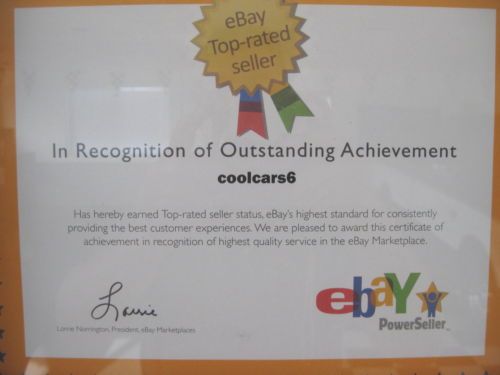 eBay
Top-rated
seller
In Recognition of Outstanding Achievement
coolcars6
Has hereby earned Top-rated seller status, eBay's highest standard for consistently
providing the best customer experiences. We are pleased to award this certificate of
achievement in recognition of highest quality service in the eBay Marketplace.
Lorrie
Lorrie Norrington, President, eBay Marketplaces
ebaY
PowerSeller™